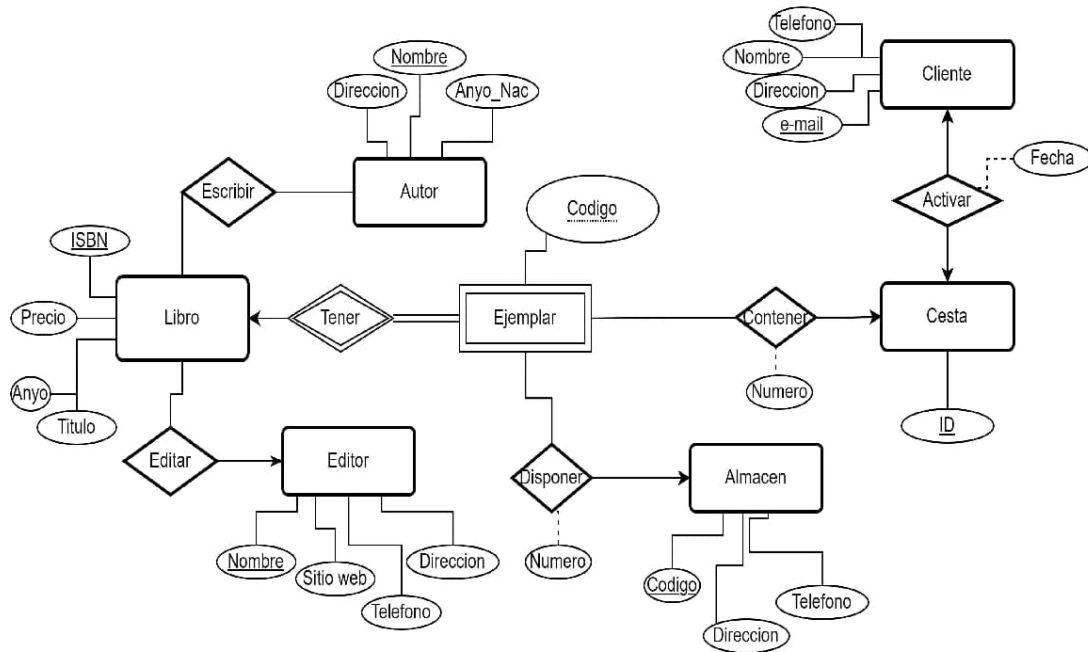 Telefono
Nombre
Cliente
Direccion
e-mail
Nombre
Direccion
Anyo_Nac
Fecha
Escribir
Autor
Activar
Codigo
ISBN
Precio
Libro
Tener
Ejemplar
Contener
Cesta
Anyo
Titulo
Numero
ID
Editar
Editor
Disponer
Almacen
Nombre
Sitio web
Direccion
Telefono
Numero
Codigo
Direccion
Telefono